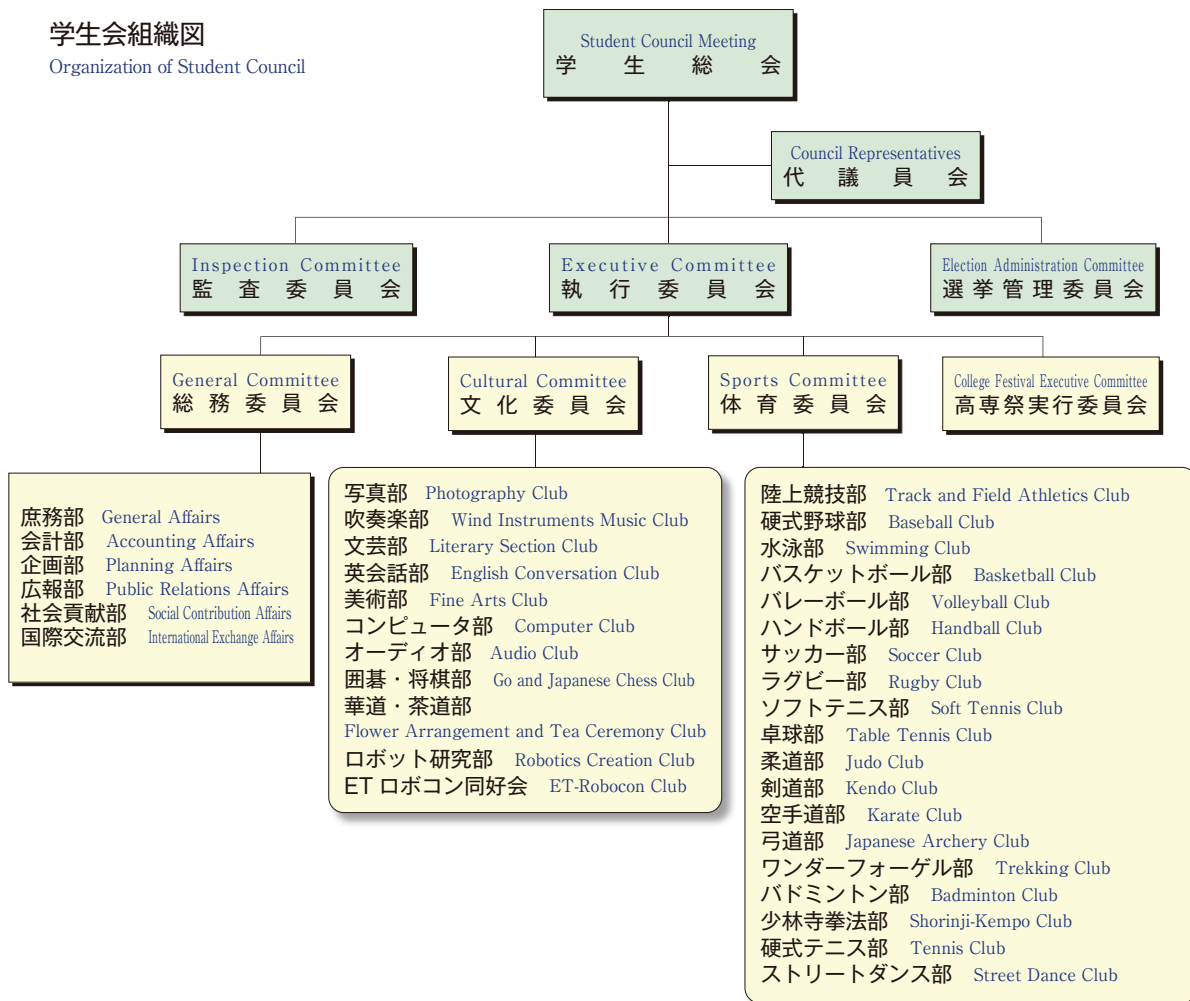 学生会組織図
Organization of Student Council
Student Council Meeting
学生総会
Council Representatives
代議員会
Inspection Committee
監査委員会
Executive Committee
執行委員会
Election Administration Committee
選挙管理委員会
General Committee
総務委員会
Cultural Committee
文化委員会
Sports Committee
体育委員会
College Festival Executive Committee
高専祭実行委員会
庶務部 General Affairs
会計部 Accounting Affairs
企画部 Planning Affairs
広報部 Public Relations Affairs
社会貢献部 Social Contribution Affairs
国際交流部 International Exchange Affairs
写真部 Photography Club
吹奏楽部 Wind Instruments Music Club
文芸部 Literary Section Club
英会話部 English Conversation Club
美術部 Fine Arts Club
コンピュータ部 Computer Club
オーディオ部 Audio Club
囲碁・将棋部 Go and Japanese Chess Club
華道・茶道部
Flower Arrangement and Tea Ceremony Club
ロボット研究部 Robotics Creation Club
ET ロボコン同好会 ET-Robocon Club
陸上競技部 Track and Field Athletics Club
硬式野球部 Baseball Club
水泳部 Swimming Club
バスケットボール部 Basketball Club
バレーボール部 Volleyball Club
ハンドボール部 Handball Club
サッカー部 Soccer Club
ラグビー部 Rugby Club
ソフトテニス部 Soft Tennis Club
卓球部 Table Tennis Club
柔道部 Judo Club
剣道部 Kendo Club
空手道部 Karate Club
弓道部 Japanese Archery Club
ワンダーフォーゲル部 Trekking Club
バドミントン部 Badminton Club
少林寺拳法部 Shorinji-Kempo Club
硬式テニス部 Tennis Club
ストリートダンス部 Street Dance Club